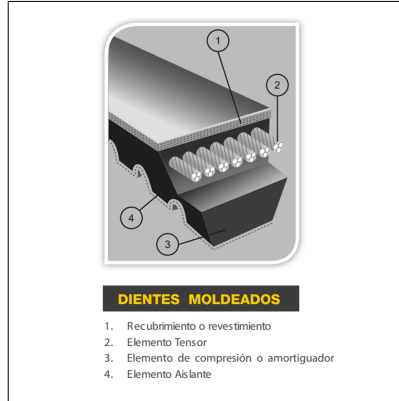 1
2
4
3
DIENTES MOLDEADOS
1. Recubrimiento o revestimiento
2. Elemento Tensor
3. Elemento de compresión o amortiguador
4. Elemento Aislante